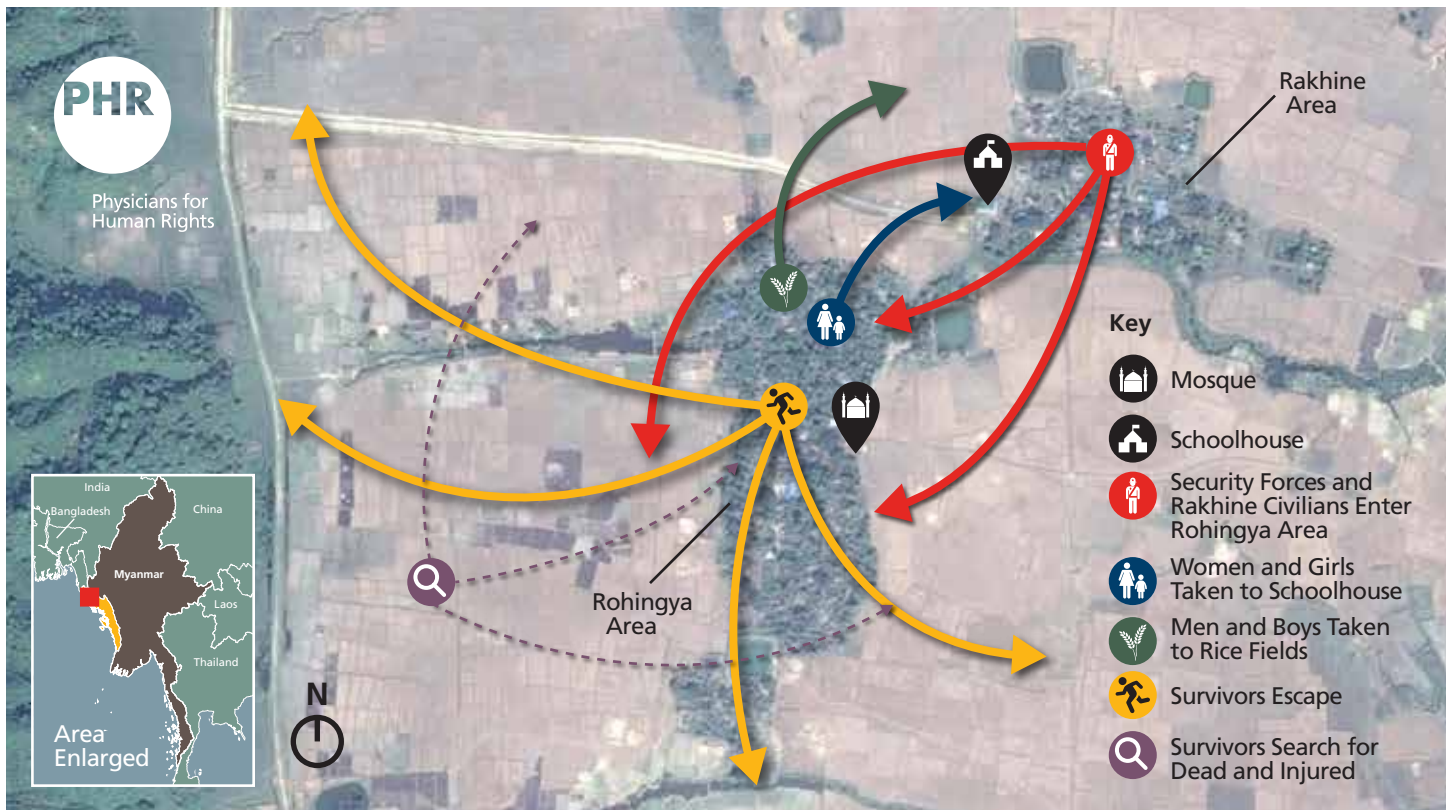 PHR
Physicians for
Human Rights
Rakhine
Area
Rohingya
Area
Key
Mosque
Schoolhouse
Security Forces and
Rakhine Civilians Enter
Rohingya Area
Women and Girls
Taken to Schoolhouse
Men and Boys Taken
to Rice Fields
Survivors Escape
Survivors Search for
Dead and Injured
India
Bangladesh
China
Myanmar
Laos
Thailand
Area
Enlarged
N